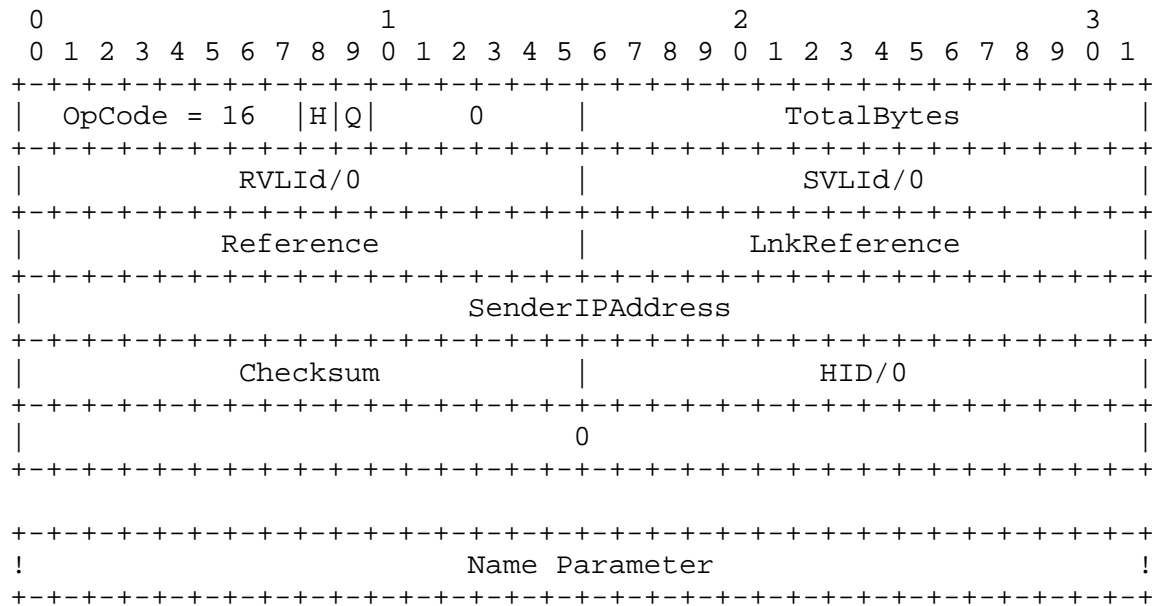 0                   1                   2                   3
 0 1 2 3 4 5 6 7 8 9 0 1 2 3 4 5 6 7 8 9 0 1 2 3 4 5 6 7 8 9 0 1
+-+-+-+-+-+-+-+-+-+-+-+-+-+-+-+-+-+-+-+-+-+-+-+-+-+-+-+-+-+-+-+-+
|  OpCode = 16  |H|Q|     0     |           TotalBytes          |
+-+-+-+-+-+-+-+-+-+-+-+-+-+-+-+-+-+-+-+-+-+-+-+-+-+-+-+-+-+-+-+-+
|            RVLId/0            |            SVLId/0            |
+-+-+-+-+-+-+-+-+-+-+-+-+-+-+-+-+-+-+-+-+-+-+-+-+-+-+-+-+-+-+-+-+
|           Reference           |         LnkReference          |
+-+-+-+-+-+-+-+-+-+-+-+-+-+-+-+-+-+-+-+-+-+-+-+-+-+-+-+-+-+-+-+-+
|                         SenderIPAddress                       |
+-+-+-+-+-+-+-+-+-+-+-+-+-+-+-+-+-+-+-+-+-+-+-+-+-+-+-+-+-+-+-+-+
|            Checksum           |             HID/0             |
+-+-+-+-+-+-+-+-+-+-+-+-+-+-+-+-+-+-+-+-+-+-+-+-+-+-+-+-+-+-+-+-+
|                               0                               |
+-+-+-+-+-+-+-+-+-+-+-+-+-+-+-+-+-+-+-+-+-+-+-+-+-+-+-+-+-+-+-+-+

+-+-+-+-+-+-+-+-+-+-+-+-+-+-+-+-+-+-+-+-+-+-+-+-+-+-+-+-+-+-+-+-+
!                         Name Parameter                        !
+-+-+-+-+-+-+-+-+-+-+-+-+-+-+-+-+-+-+-+-+-+-+-+-+-+-+-+-+-+-+-+-+